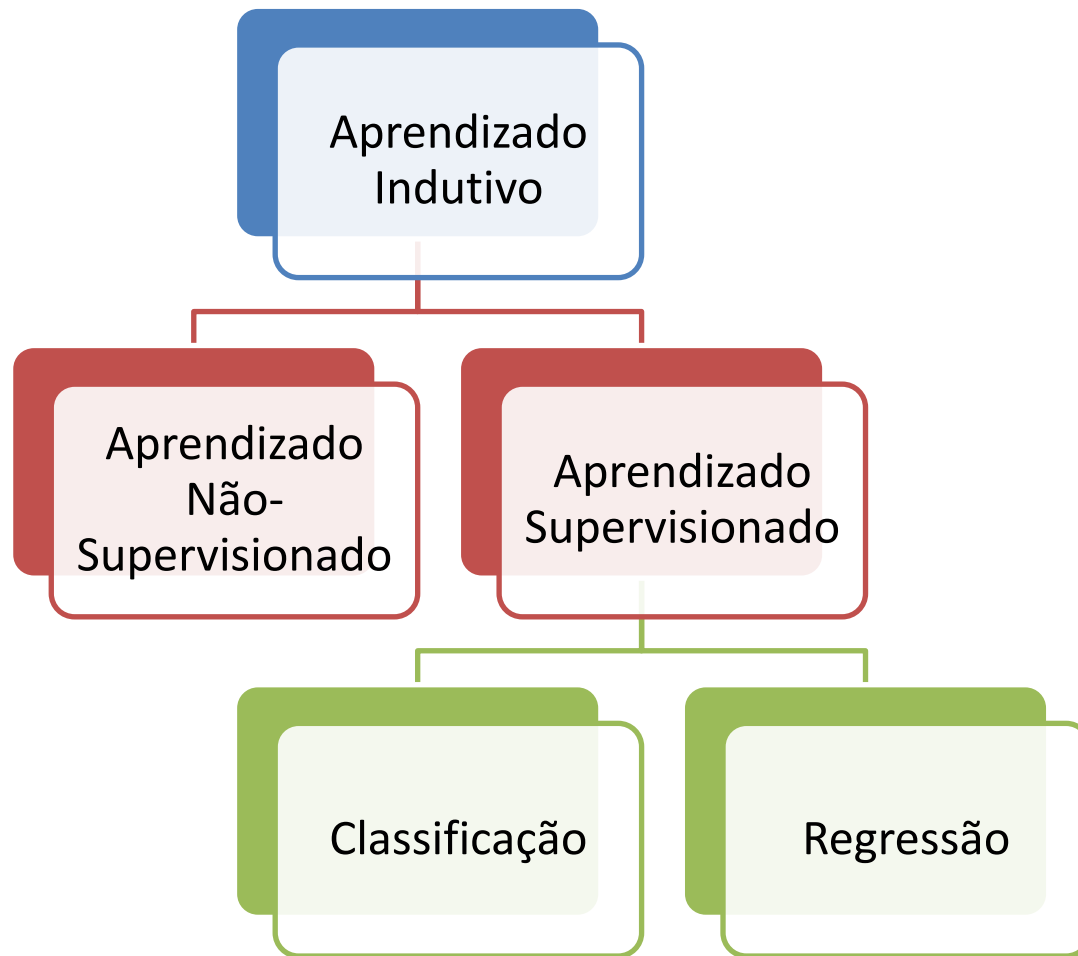 Aprendizado
Indutivo
Aprendizado
Não-
Supervisionado
Aprendizado
Supervisionado
Classificação
Regressão